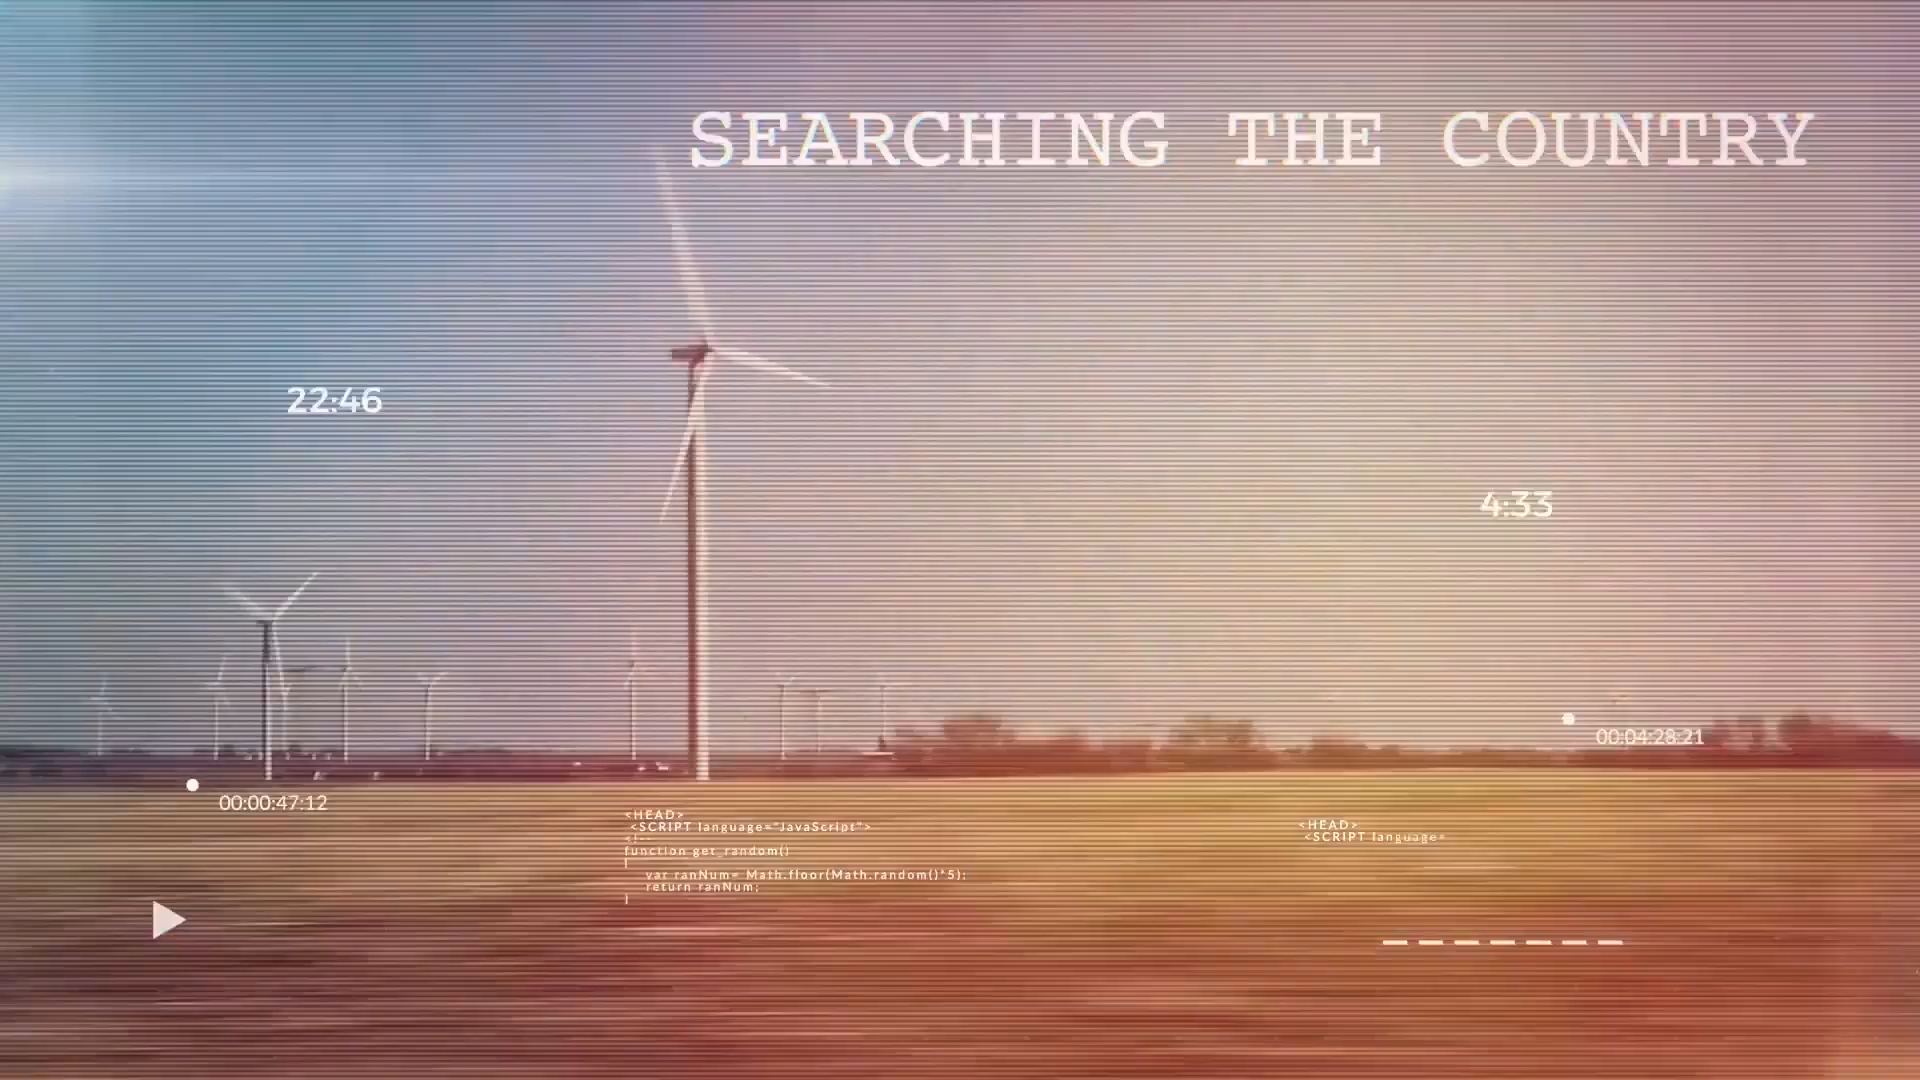 SEARCHING THE COUNTRY
22:46
4:33
00:04:28:21
00:00:47:12
<HEAD>
<SCRIPT language="JavaScript">
<!--
function get_random()
{
var ranNum= Math.floor(Math.random()*5);
return ranNum;
}
<HEAD>
<SCRIPT language=